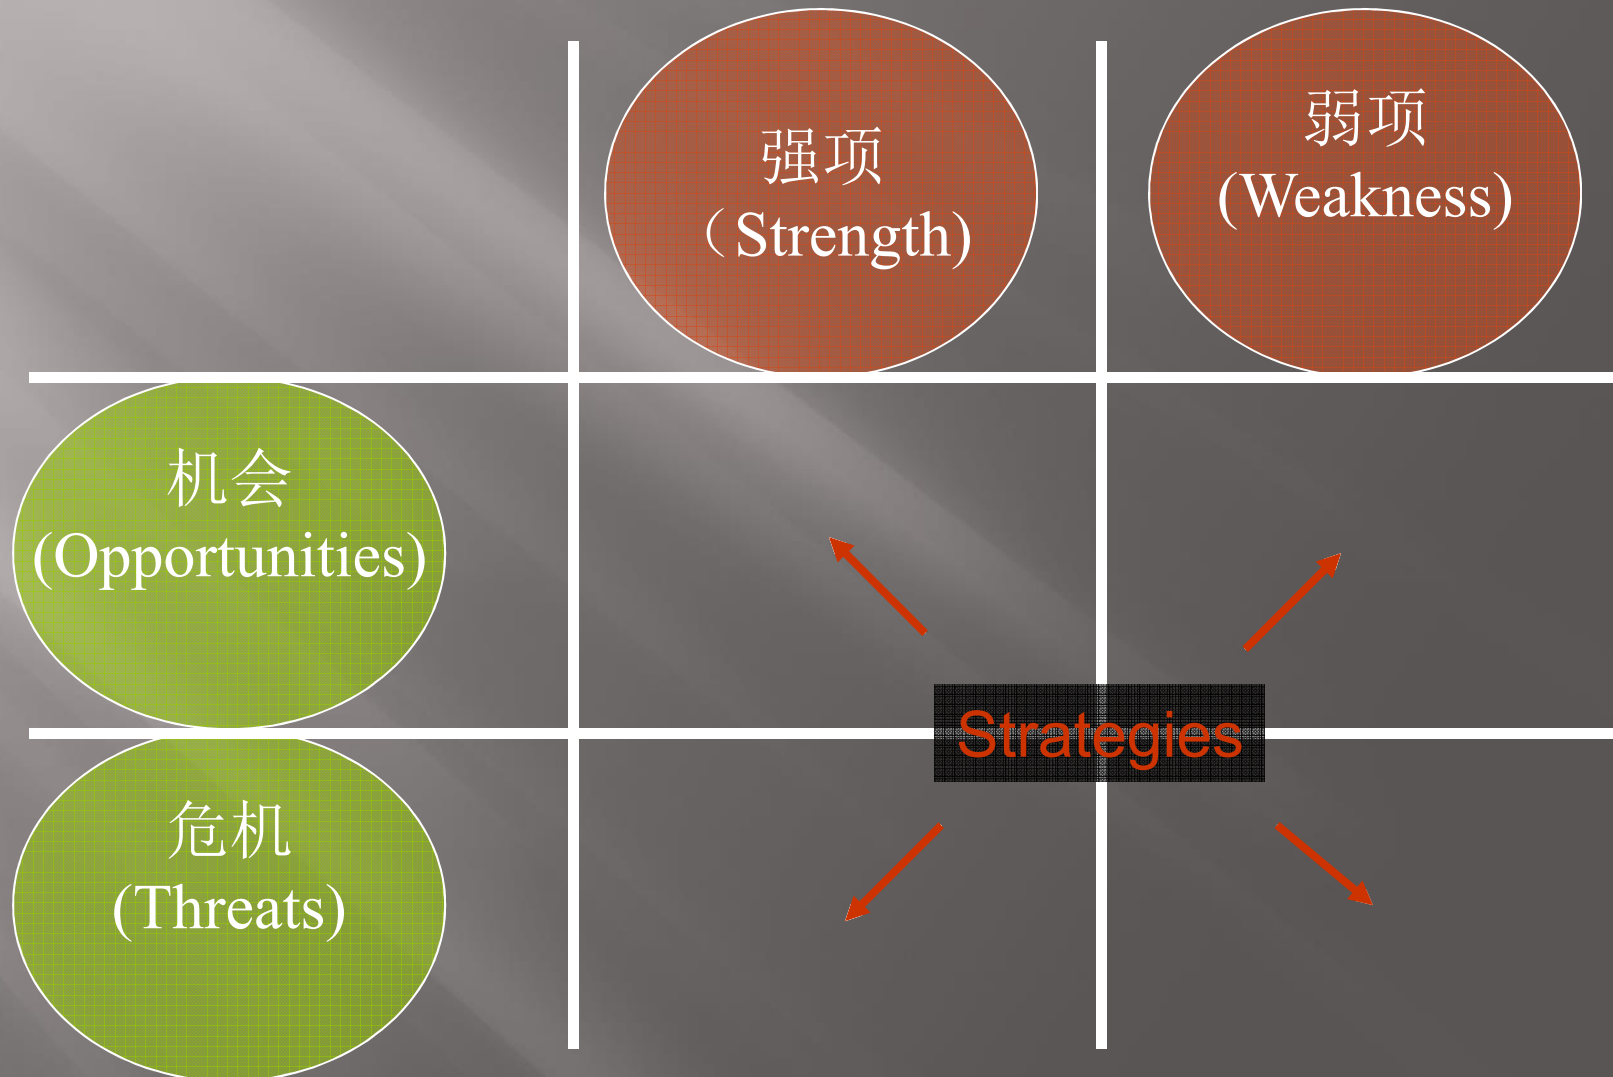 强项
（Strength)
弱项
(Weakness)
机会
(Opportunities)
Strategies
危机
(Threats)